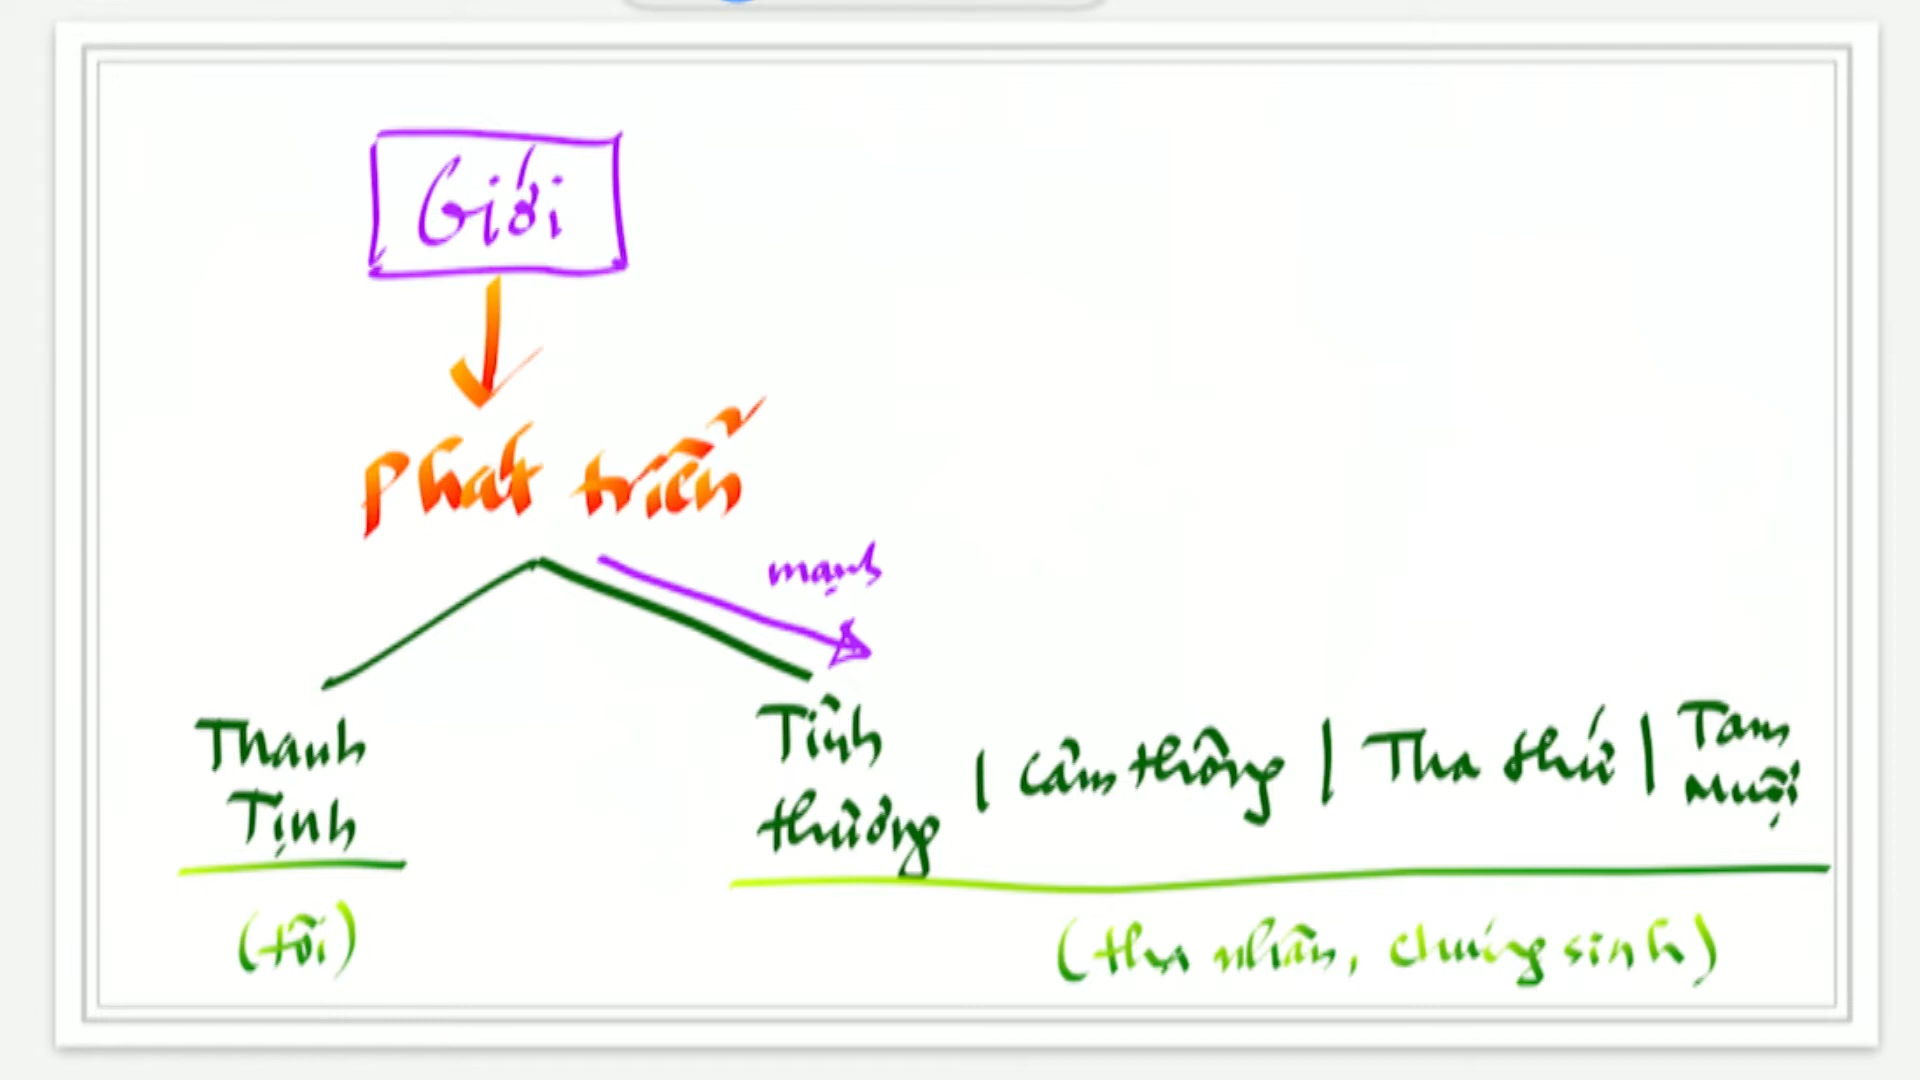 Giới
Phát triển
mạnh
Thanh
Tịnh
Tình
thương
| Cảm thông | Tha thứ |
Tam
Muội
(tôi)
(tha nhân, chúng sinh)